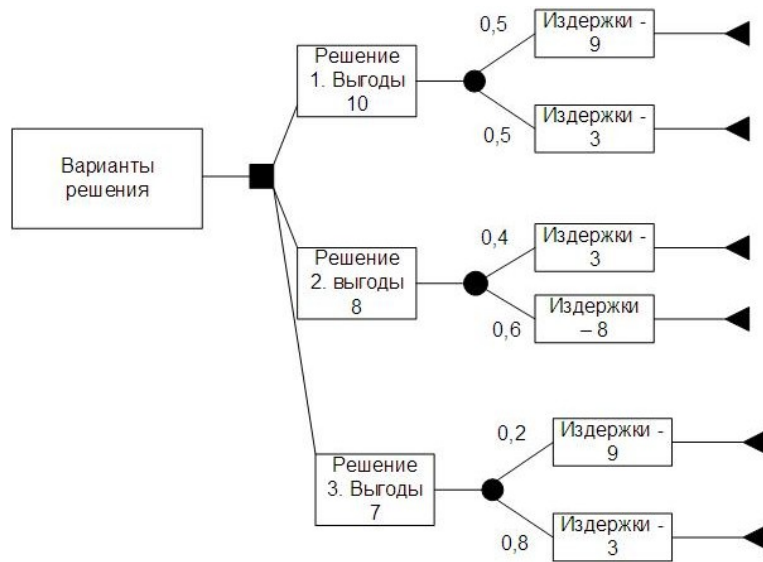 Варианты
решения
Решение
1. Выгоды
10
0,5
Издержки -
9
0,5
Издержки -
3
Решение
2. выгоды
8
0,4
Издержки -
3
0,6
Издержки
– 8
Решение
3. Выгоды
7
0,2
Издержки -
9
0,8
Издержки -
3